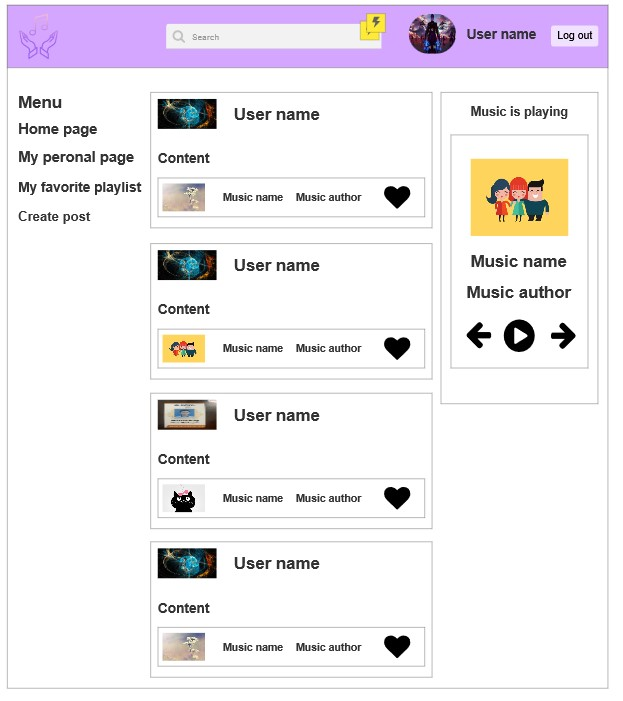 Search
User name
Log out
Menu
Home page
My peronal page
My favorite playlist
Create post
User name
Content
Music name Music author
User name
Content
Music name Music author
User name
Content
Music name Music author
User name
Content
Music name Music author
Music is playing
Music name
Music author